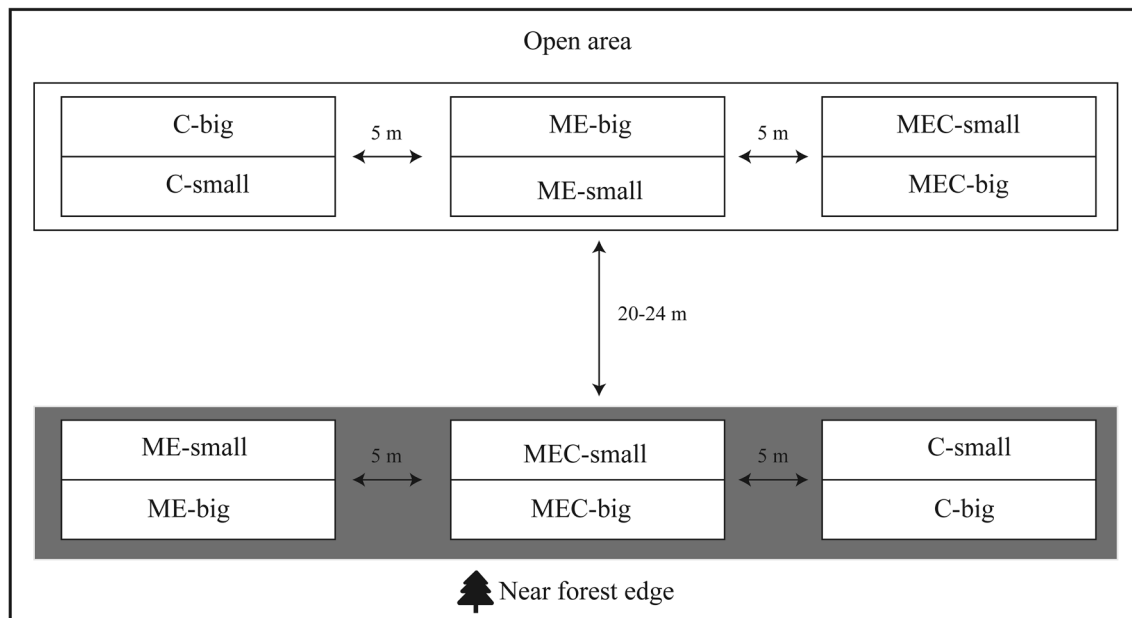 Open area
C-big
5 m
ME-big
5 m
MEC-small
C-small
ME-small
MEC-big
20-24 m
ME-small
5 m
MEC-small
5 m
C-small
ME-big
MEC-big
C-big
Near forest edge